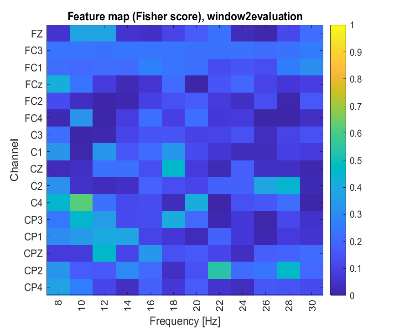 Feature map (Fisher score), window2evaluation
Channel
FZ
FC3
FC1
FCz
FC2
FC4
C3
C1
CZ
C2
C4
CP3
CP1
CPZ
CP2
CP4
8 10 12 14 16 18 20 22 24 26 28 30
Frequency [Hz]
1
0.9
0.8
0.7
0.6
0.5
0.4
0.3
0.2
0.1
0